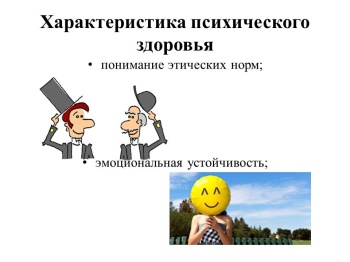 Характеристика психического
здоровья
• понимание этических норм;
• эмоциональная устойчивость;